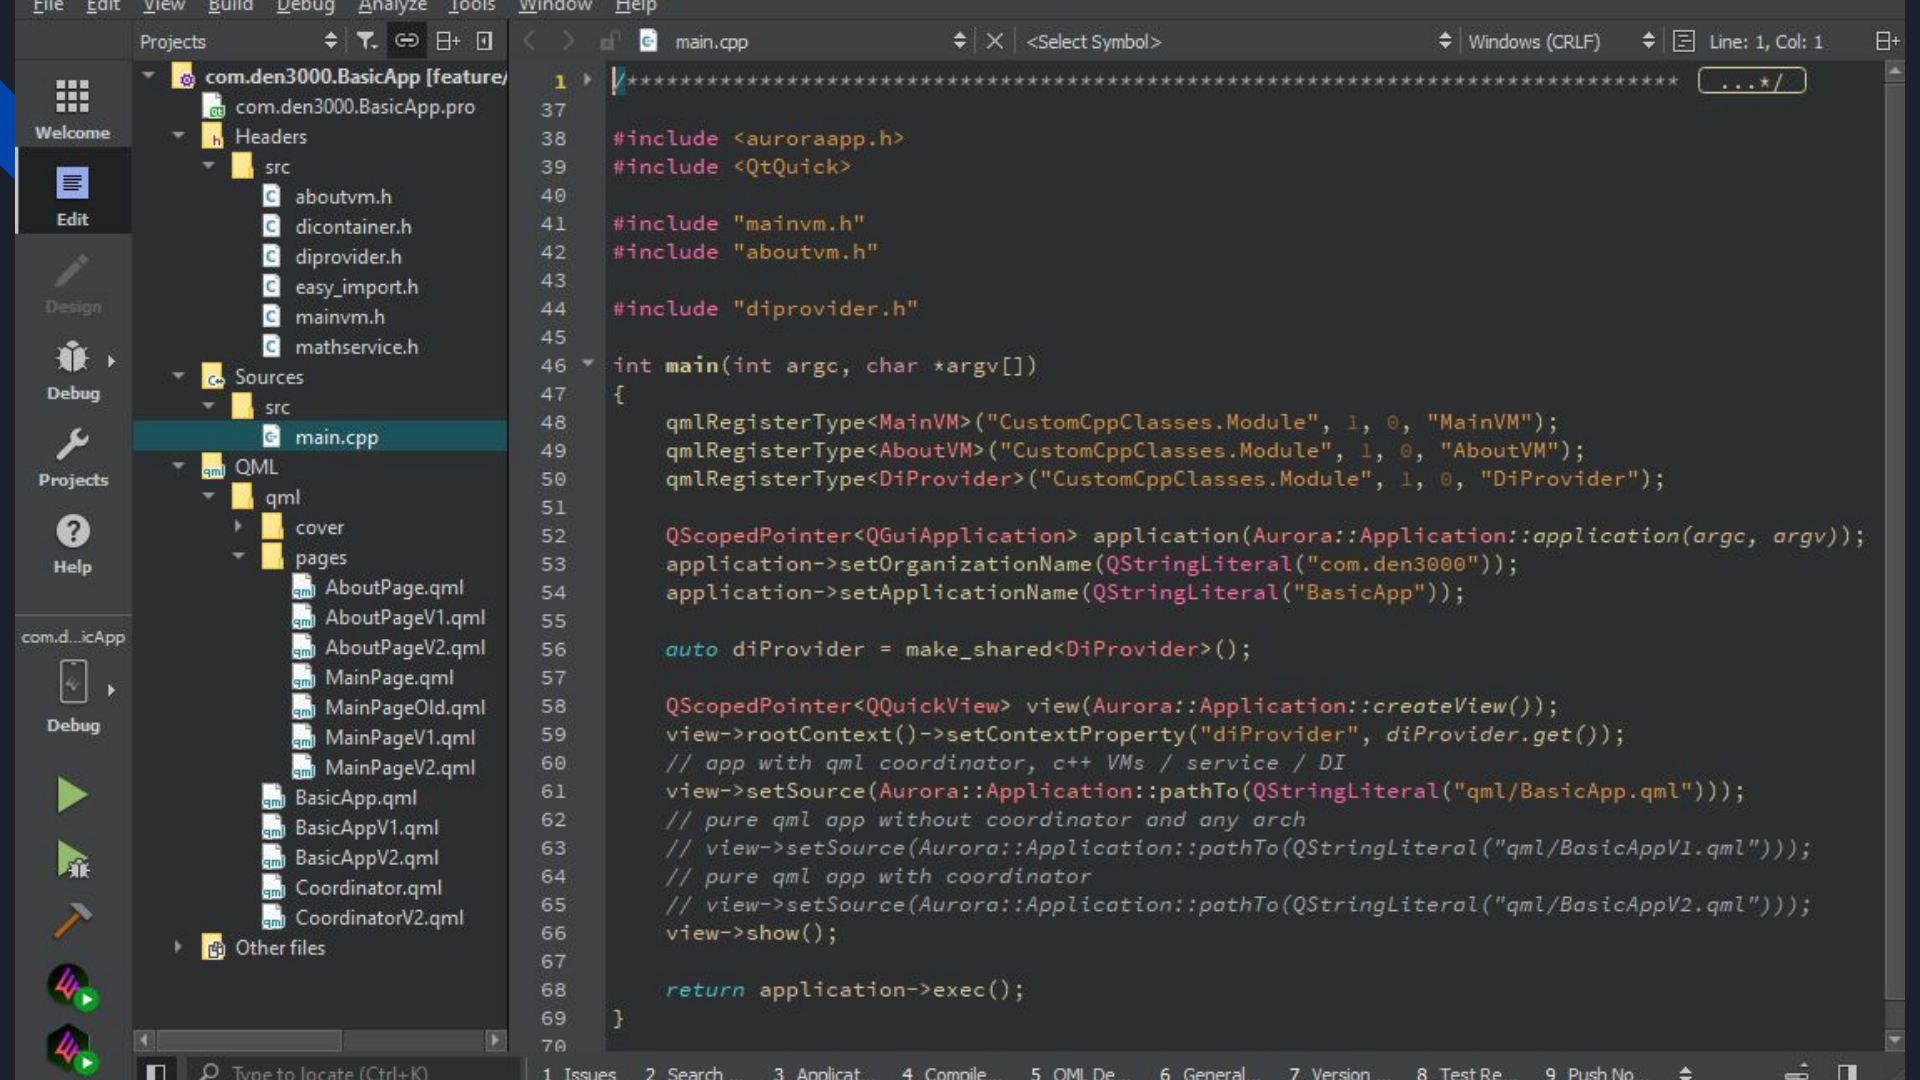 File Edit View Build Debug Analyze Tools Window Help
Projects
main.cpp
<Select Symbol>
Windows (CRLF)
Line: 1, Col: 1
Welcome
Edit
Design
Debug
Projects
Help
com.d...icApp
Debug
com.den3000.BasicApp [feature/
com.den3000.BasicApp.pro
Headers
src
aboutvm.h
dicontainer.h
diprovider.h
easy_import.h
mainvm.h
mathservice.h
Sources
src
main.cpp
QML
qml
cover
pages
AboutPage.qml
AboutPageV1.qml
AboutPageV2.qml
MainPage.qml
MainPageOld.qml
MainPageV1.qml
MainPageV2.qml
BasicApp.qml
BasicAppV1.qml
BasicAppV2.qml
Coordinator.qml
CoordinatorV2.qml
Other files
1 /******************************************************************************* ...*/
37
38 #include <auroraapp.h>
39 #include <QtQuick>
40
41 #include "mainvm.h"
42 #include "aboutvm.h"
43
44 #include "diprovider.h"
45
46 int main(int argc, char *argv[])
47 {
48 qmlRegisterType<MainVM>("CustomCppClasses.Module", 1, 0, "MainVM");
49 qmlRegisterType<AboutVM>("CustomCppClasses.Module", 1, 0, "AboutVM");
50 qmlRegisterType<DiProvider>("CustomCppClasses.Module", 1, 0, "DiProvider");
51
52 QScopedPointer<QGuiApplication> application(Aurora::Application::application(argc, argv));
53 application->setOrganizationName(QStringLiteral("com.den3000"));
54 application->setApplicationName(QStringLiteral("BasicApp"));
55
56 auto diProvider = make_shared<DiProvider>();
57
58 QScopedPointer<QQuickView> view(Aurora::Application::createView());
59 view->rootContext()->setContextProperty("diProvider", diProvider.get());
60 // app with qml coordinator, c++ VMs / service / DI
61 view->setSource(Aurora::Application::pathTo(QStringLiteral("qml/BasicApp.qml")));
62 // pure qml app without coordinator and any arch
63 // view->setSource(Aurora::Application::pathTo(QStringLiteral("qml/BasicAppV1.qml")));
64 // pure qml app with coordinator
65 // view->setSource(Aurora::Application::pathTo(QStringLiteral("qml/BasicAppV2.qml")));
66 view->show();
67
68 return application->exec();
69 }
70
Type to locate (Ctrl+K)
1 Issues 2 Search... 3 Applicat... 4 Compile... 5 QML De... 6 General... 7 Version... 8 Test Re... 9 Push No...